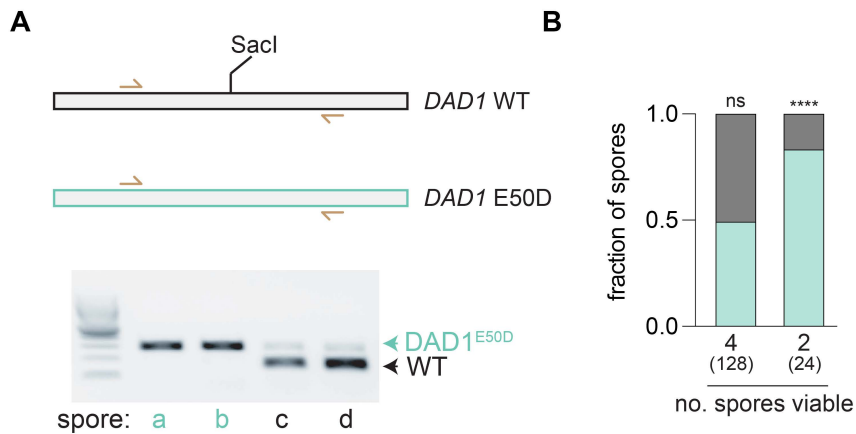 A
SacI
DAD1 WT
DAD1 E50D
DAD1E50D
WT
spore: a b c d
B
ns ****
1.0
0.5
0.0
fraction of spores
4 2
(128) (24)
no. spores viable